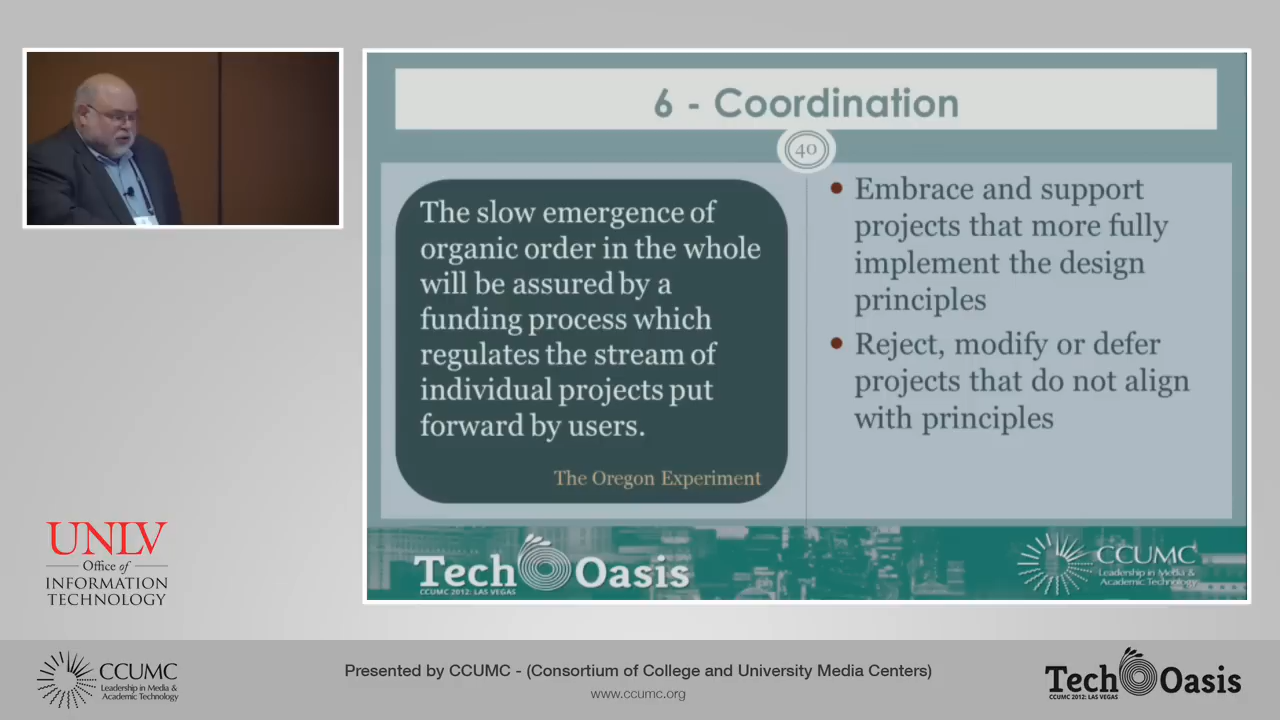 6 - Coordination
40
The slow emergence of
organic order in the whole
will be assured by a
funding process which
regulates the stream of
individual projects put
forward by users.
The Oregon Experiment
• Embrace and support
projects that more fully
implement the design
principles
• Reject, modify or defer
projects that do not align
with principles
Tech Oasis
CCUMC 2012: LAS VEGAS
CCUMC
Leadership in Media &
Academic Technology
UNLV
Office of
INFORMATION
TECHNOLOGY
CCUMC
Leadership in Media &
Academic Technology
Presented by CCUMC - (Consortium of College and University Media Centers)
www.ccumc.org
Tech Oasis
CCUMC 2012: LAS VEGAS